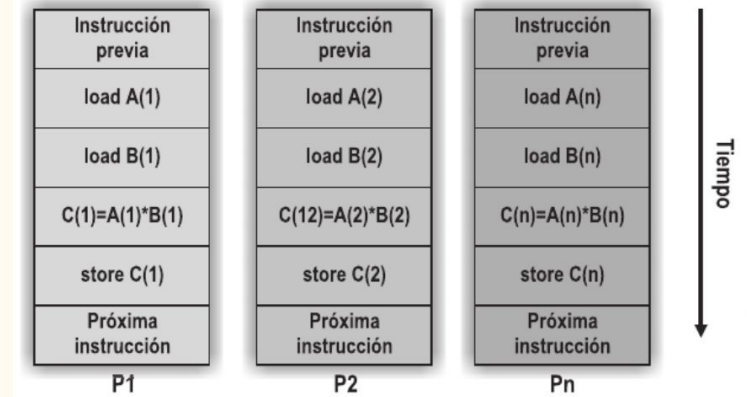 Instrucción
previa
load A(1)
load B(1)
C(1)=A(1)*B(1)
store C(1)
Próxima
instrucción
P1
Instrucción
previa
load A(2)
load B(2)
C(12)=A(2)*B(2)
store C(2)
Próxima
instrucción
P2
Instrucción
previa
load A(n)
load B(n)
C(n)=A(n)*B(n)
store C(n)
Próxima
instrucción
Pn
Tiempo